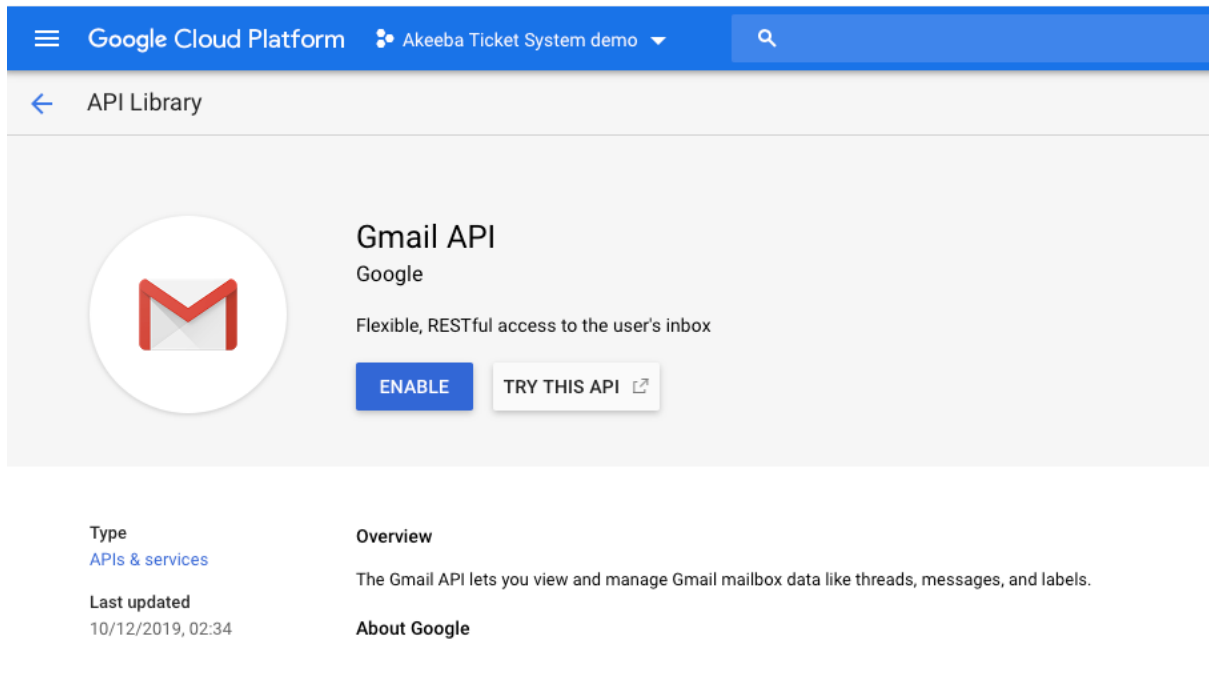 Google Cloud Platform Akeeba Ticket System demo
API Library
Gmail API
Google
Flexible, RESTful access to the user's inbox
ENABLE TRY THIS API
Type
APIs & services
Last updated
10/12/2019, 02:34
Overview
The Gmail API lets you view and manage Gmail mailbox data like threads, messages, and labels.
About Google